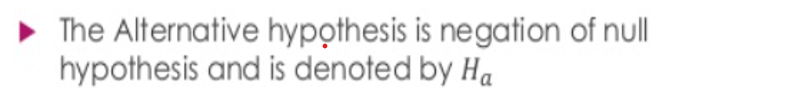 The Alternative hypothesis is negation of null
hypothesis and is denoted by Hₐ